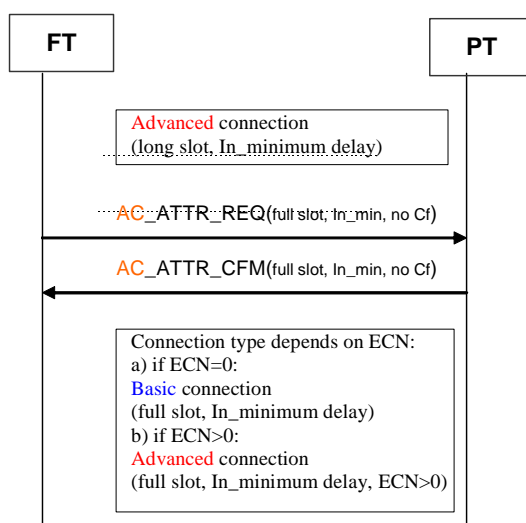 FT
PT
Advanced connection
(long slot, In_minimum delay)
AC_ATTR_REQ(full slot, In_min, no Cf)
AC_ATTR_CFM(full slot, In_min, no Cf)
Connection type depends on ECN:
a) if ECN=0:
Basic connection
(full slot, In_minimum delay)
b) if ECN>0:
Advanced connection
(full slot, In_minimum delay, ECN>0)